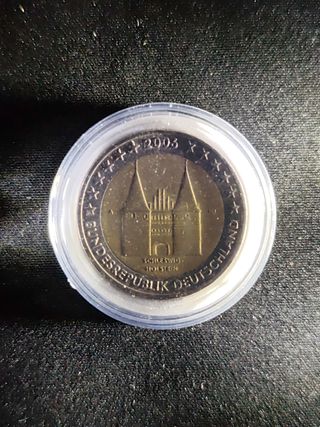 2006
SCHLESWIG-
HOLSTEIN
BUNDESREPUBLIK DEUTSCHLAND